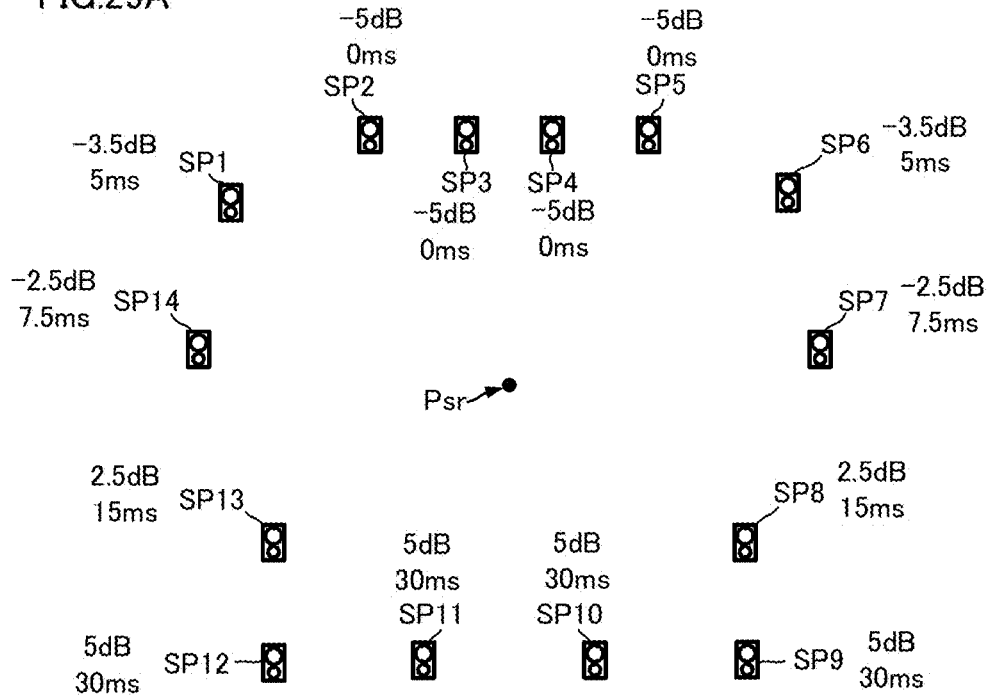 FIG.25A
-5dB
0ms
SP2
-5dB
0ms
SP5
-3.5dB
5ms
SP1
SP3
-5dB
0ms
SP4
-5dB
0ms
SP6
-3.5dB
5ms
-2.5dB
7.5ms
SP14
SP7
-2.5dB
7.5ms
Psr
2.5dB
15ms
SP13
SP8
2.5dB
15ms
5dB
30ms
SP11
5dB
30ms
SP10
5dB
30ms
SP12
SP9
5dB
30ms